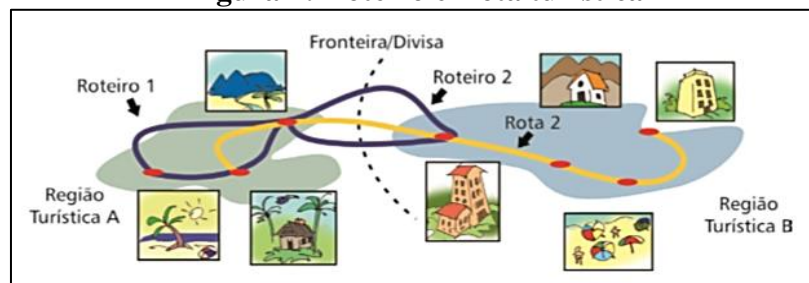 Fronteira/Divisa
Roteiro 1
Roteiro 2
Rota 2
Região
Turística A
Região
Turística B